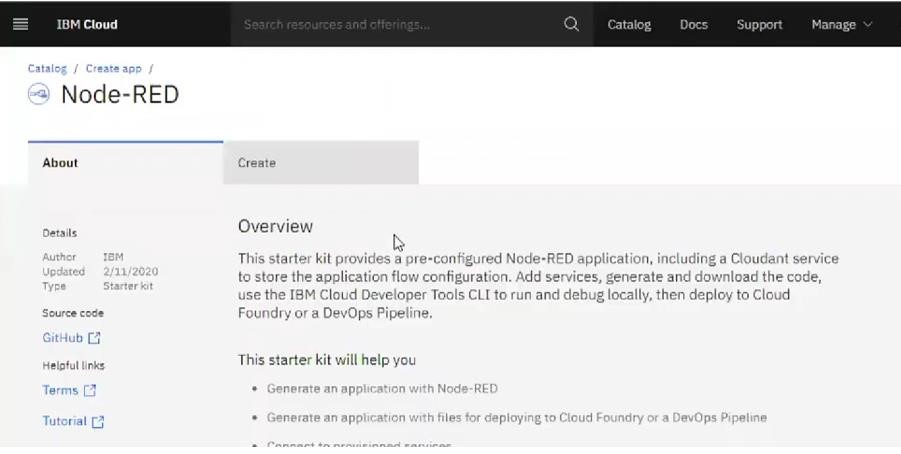 IBM Cloud
Search resources and offerings...
Catalog
Docs
Support
Manage
Catalog / Create app /
Node-RED
About
Create
Details
Author IBM
Updated 2/11/2020
Type Starter kit
Source code
GitHub
Helpful links
Terms
Tutorial
Overview
This starter kit provides a pre-configured Node-RED application, including a Cloudant service
to store the application flow configuration. Add services, generate and download the code,
use the IBM Cloud Developer Tools CLI to run and debug locally, then deploy to Cloud
Foundry or a DevOps Pipeline.
This starter kit will help you
• Generate an application with Node-RED
• Generate an application with files for deploying to Cloud Foundry or a DevOps Pipeline
• Connect to provisioned services